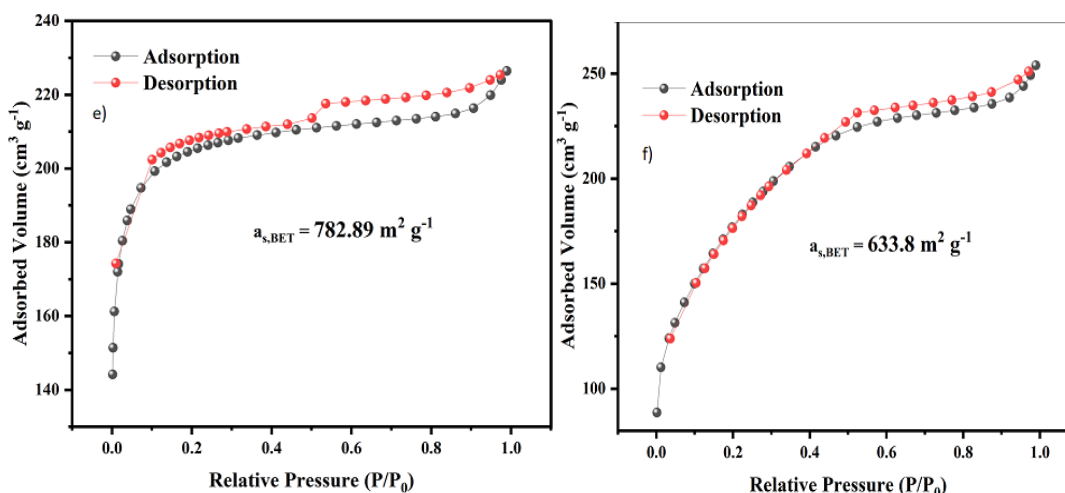 240
230
220
200
180
160
140
Adsorbed Volume (cm³ g⁻¹)
Adsorption
Desorption
e)
aₛ,BET = 782.89 m² g⁻¹
0.0 0.2 0.4 0.6 0.8 1.0
Relative Pressure (P/P₀)
250
200
150
100
Adsorbed Volume (cm³ g⁻¹)
Adsorption
Desorption
f)
aₛ,BET = 633.8 m² g⁻¹
0.0 0.2 0.4 0.6 0.8 1.0
Relative Pressure (P/P₀)